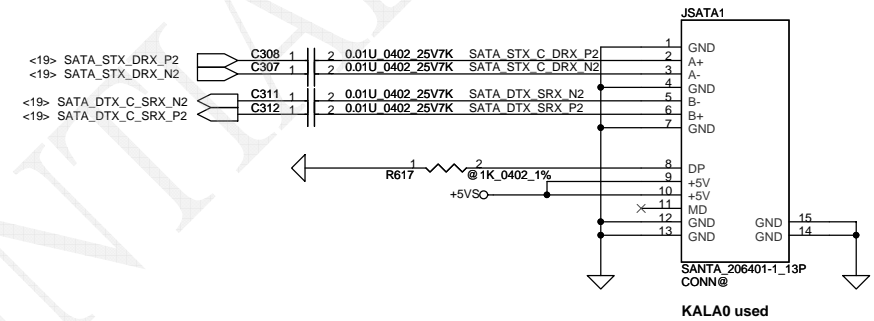 JSATA1
<19> SATA_STX_DRX_P2 C308 1 2 0.01U_0402_25V7K SATA_STX_C_DRX_P2 2 A+
<19> SATA_STX_DRX_N2 C307 1 2 0.01U_0402_25V7K SATA_STX_C_DRX_N2 3 A-
1 GND
4 GND
<19> SATA_DTX_C_SRX_N2 C311 1 2 0.01U_0402_25V7K SATA_DTX_SRX_N2 5 B-
<19> SATA_DTX_C_SRX_P2 C312 1 2 0.01U_0402_25V7K SATA_DTX_SRX_P2 6 B+
7 GND
R617 1 2 @1K_0402_1% 8 DP
9 +5V
+5VS 10 +5V
11 MD
12 GND GND 15
13 GND GND 14
SANTA_206401-1_13P
CONN@
KALA0 used